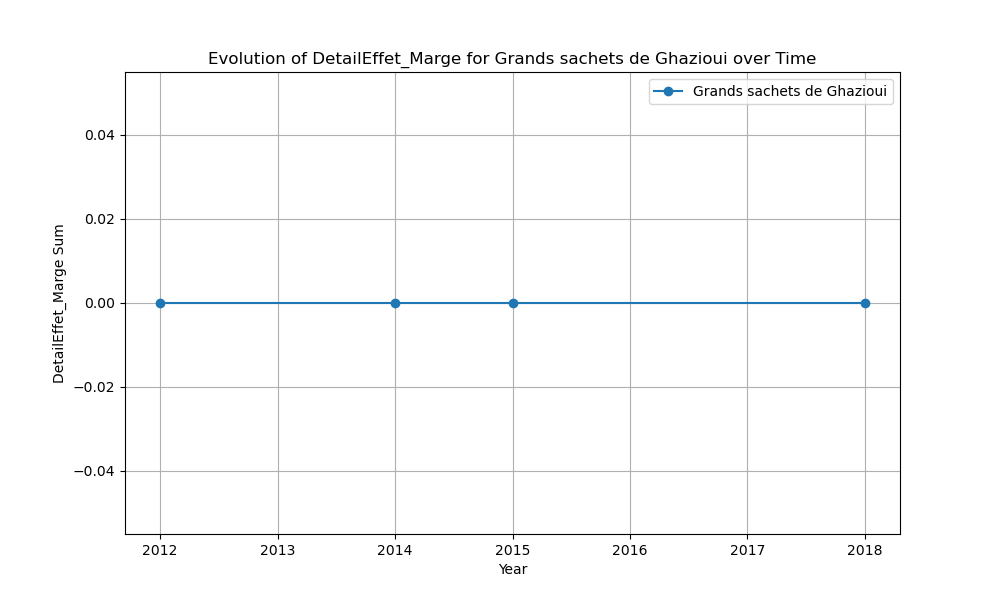 Evolution of DetailEffet_Marge for Grands sachets de Ghazioui over Time
Grands sachets de Ghazioui
0.04
0.02
0.00
−0.02
−0.04
DetailEffet_Marge Sum
2012 2013 2014 2015 2016 2017 2018
Year